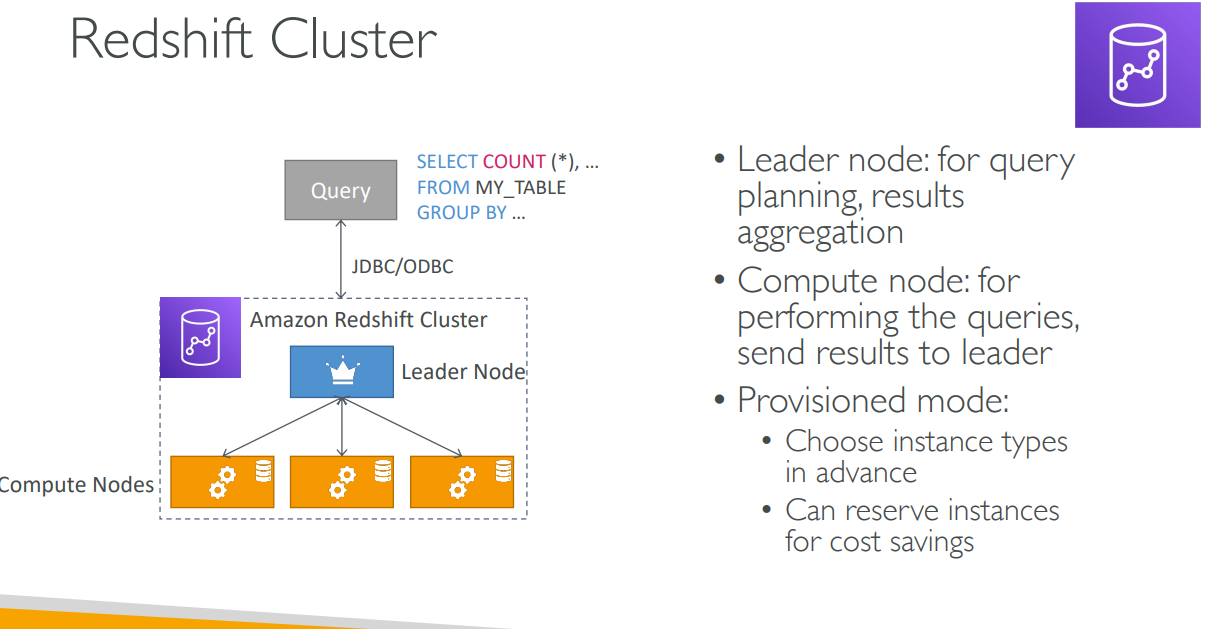 Redshift Cluster
Query
SELECT COUNT (*), ...
FROM MY_TABLE
GROUP BY ...
JDBC/ODBC
Amazon Redshift Cluster
Leader Node
Compute Nodes
• Leader node: for query
planning, results
aggregation
• Compute node: for
performing the queries,
send results to leader
• Provisioned mode:
• Choose instance types
in advance
• Can reserve instances
for cost savings